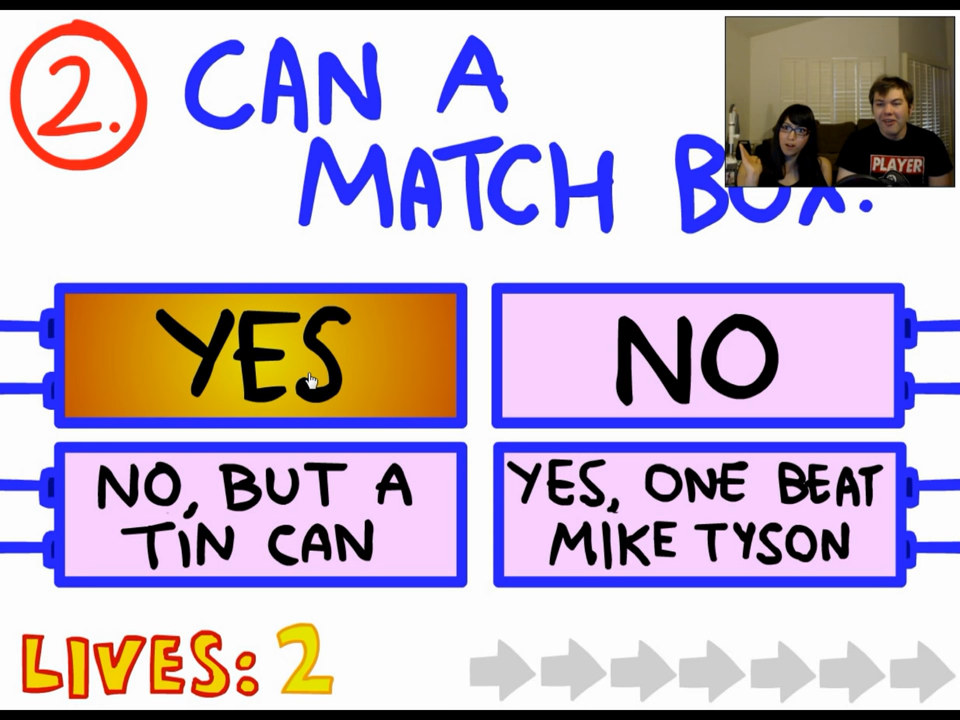 2.
CAN A
MATCH BOX?
PLAYER
YES
NO
NO, BUT A
TIN CAN
YES, ONE BEAT
MIKE TYSON
LIVES: 2